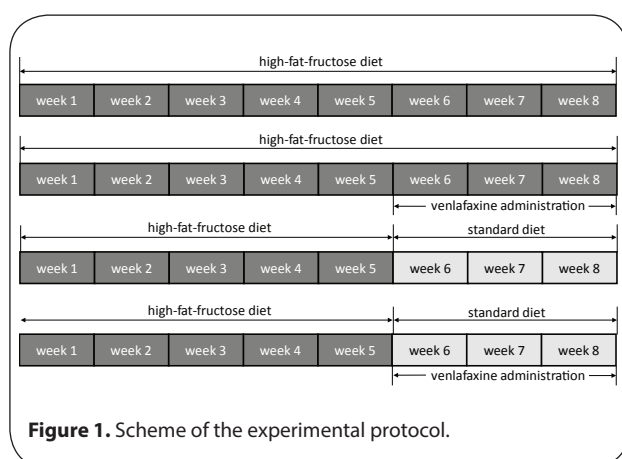 high-fat-fructose diet
week 1 week 2 week 3 week 4 week 5 week 6 week 7 week 8
high-fat-fructose diet
week 1 week 2 week 3 week 4 week 5 week 6 week 7 week 8
venlafaxine administration
high-fat-fructose diet standard diet
week 1 week 2 week 3 week 4 week 5 week 6 week 7 week 8
high-fat-fructose diet standard diet
week 1 week 2 week 3 week 4 week 5 week 6 week 7 week 8
venlafaxine administration
Figure 1. Scheme of the experimental protocol.